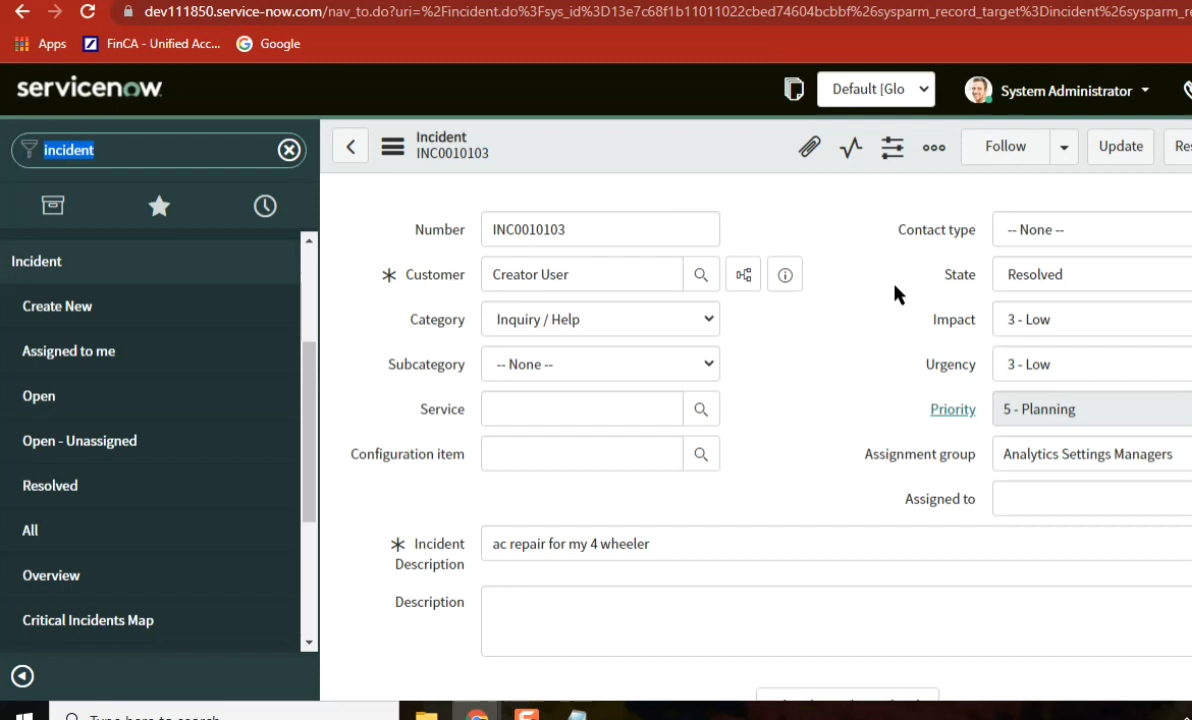 dev111850.service-now.com/nav_to.do?uri=%2Fincident.do%3Fsys_id%3D13e7c68f1b11011022cbed74604bcbbf%26sysparm_record_target%3Dincident%26sysparm_re
Apps FinCA - Unified Acc... Google
servicenow Default [Glo System Administrator
incident
Incident
INC0010103
Follow Update Res
Incident
Create New
Assigned to me
Open
Open - Unassigned
Resolved
All
Overview
Critical Incidents Map
Number INC0010103
Customer Creator User
Category Inquiry / Help
Subcategory -- None --
Service
Configuration item
Contact type -- None --
State Resolved
Impact 3 - Low
Urgency 3 - Low
Priority 5 - Planning
Assignment group Analytics Settings Managers
Assigned to
Incident Description ac repair for my 4 wheeler
Description
Type here to search